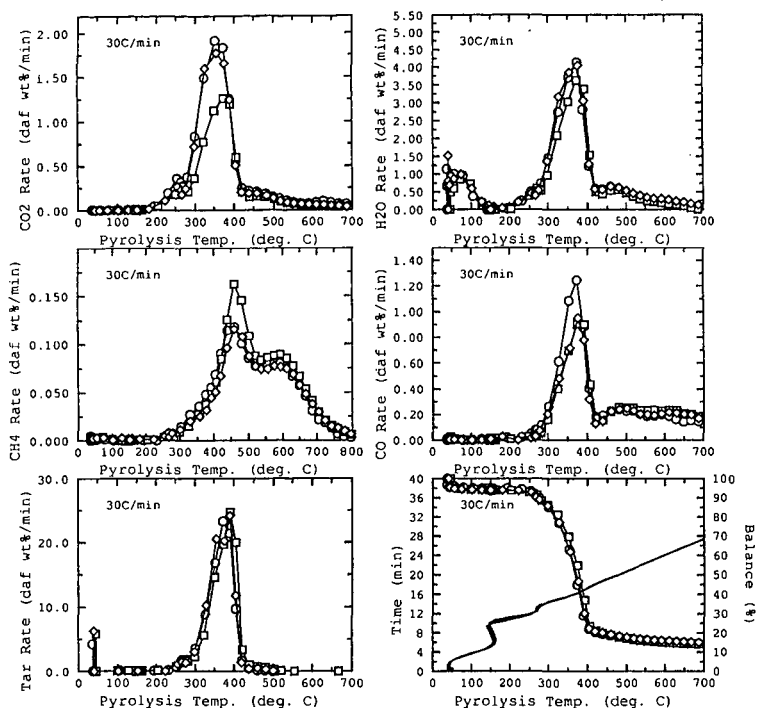 30C/min
2.00
1.50
1.00
0.50
0.00
CO2 Rate (daf wt%/min)
0 100 200 300 400 500 600 700
Pyrolysis Temp. (deg. C)
30C/min
5.50
5.00
4.50
4.00
3.50
3.00
2.50
2.00
1.50
1.00
0.50
0.00
H2O Rate (daf wt%/min)
0 100 200 300 400 500 600 700
Pyrolysis Temp. (deg. C)
30C/min
0.150
0.100
0.050
0.000
CH4 Rate (daf wt%/min)
0 100 200 300 400 500 600 700 800
Pyrolysis Temp. (deg. C)
30C/min
1.40
1.20
1.00
0.80
0.60
0.40
0.20
0.00
CO Rate (daf wt%/min)
0 100 200 300 400 500 600 700
Pyrolysis Temp. (deg. C)
30C/min
30.0
20.0
10.0
0.0
Tar Rate (daf wt%/min)
0 100 200 300 400 500 600 700
Pyrolysis Temp. (deg. C)
30C/min
40
36
32
28
24
20
16
12
8
4
0
Time (min)
100
90
80
70
60
50
40
30
20
10
0
Balance (%)
0 100 200 300 400 500 600 700
Pyrolysis Temp. (deg. C)